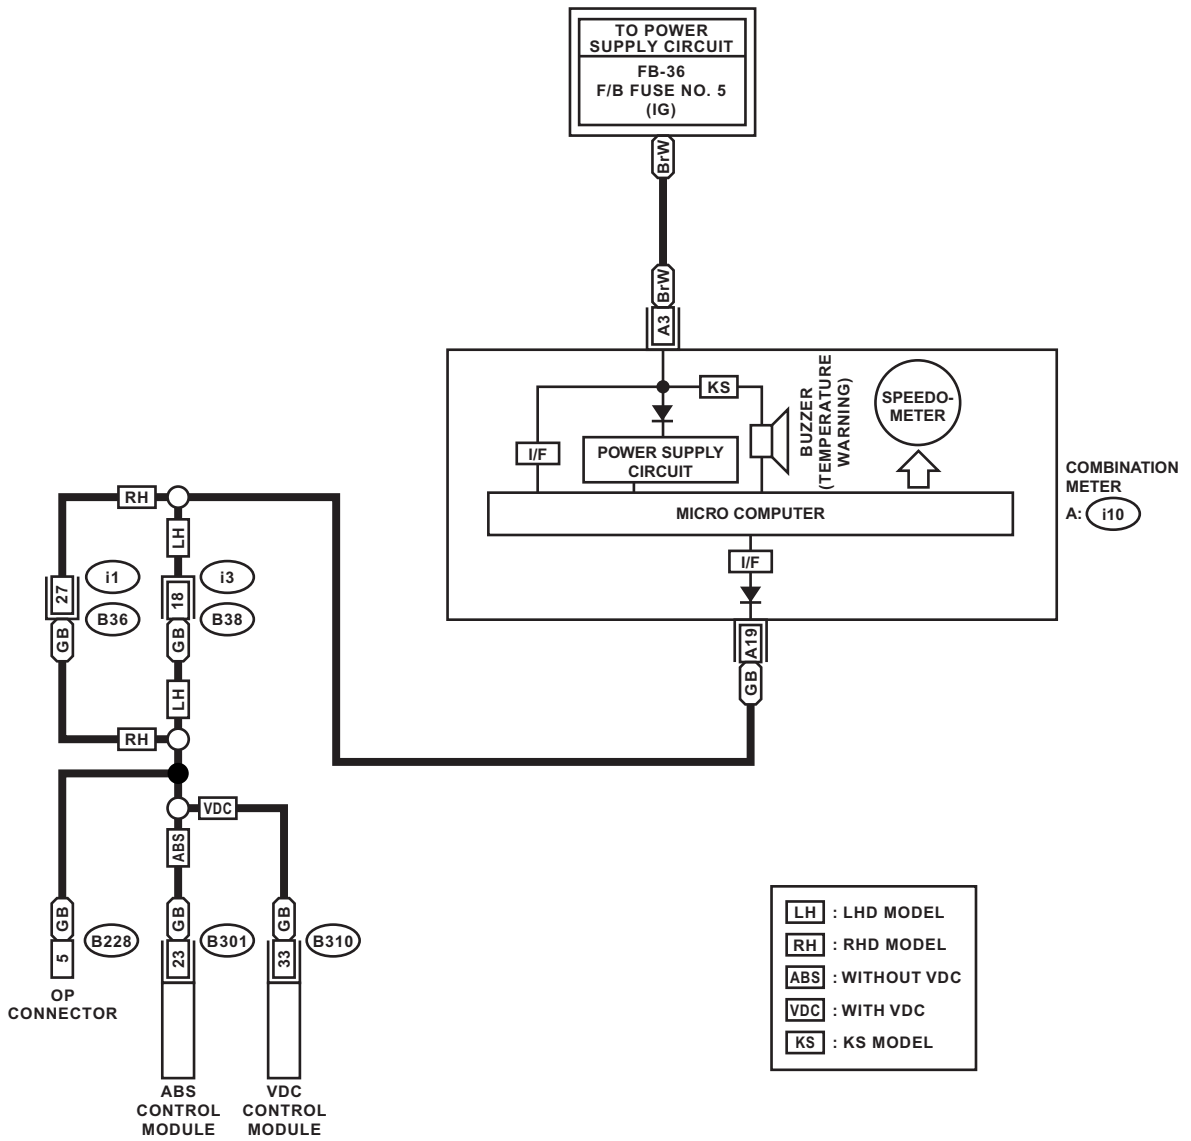 TO POWER
SUPPLY CIRCUIT
FB-36
F/B FUSE NO. 5
(IG)
BrW
BrW
A3
KS
BUZZER
(TEMPERATURE
WARNING)
SPEEDO-
METER
I/F
POWER SUPPLY
CIRCUIT
MICRO COMPUTER
I/F
COMBINATION
METER
A: i10
A19
GB
RH
LH
27
i1
B36
GB
18
i3
B38
GB
LH
RH
VDC
ABS
GB
5
B228
OP
CONNECTOR
GB
23
B301
ABS
CONTROL
MODULE
GB
33
B310
VDC
CONTROL
MODULE
LH : LHD MODEL
RH : RHD MODEL
ABS : WITHOUT VDC
VDC : WITH VDC
KS : KS MODEL